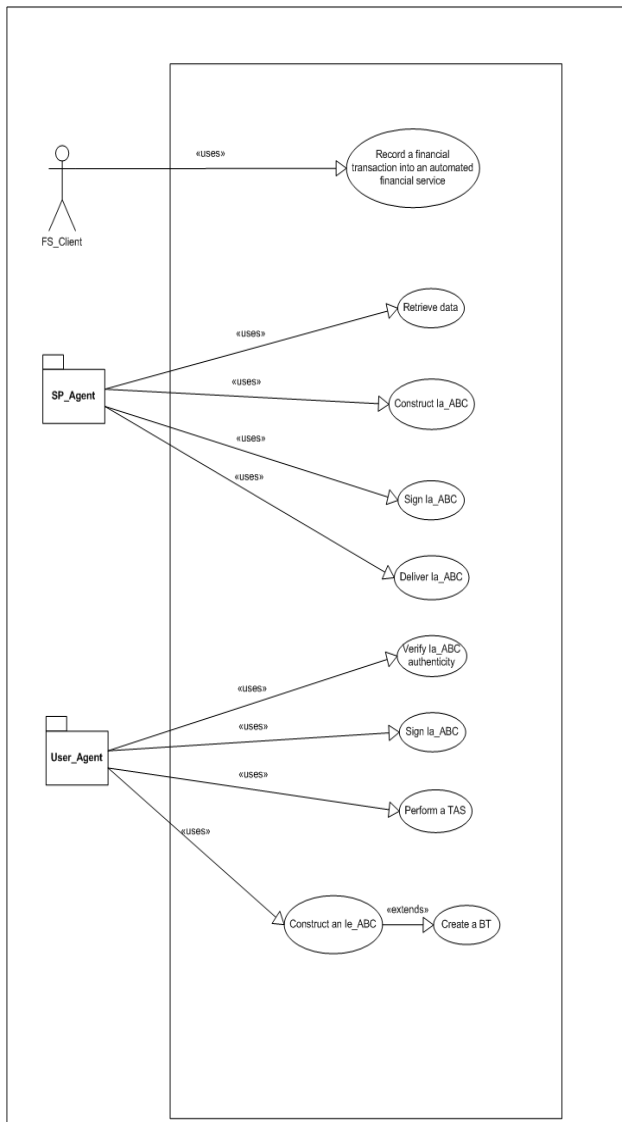 «uses»
Record a financial
transaction into an automated
financial service
FS_Client
Retrieve data
«uses»
SP_Agent
«uses»
Construct Ia_ABC
«uses»
Sign Ia_ABC
«uses»
Deliver Ia_ABC
Verify Ia_ABC
authenticity
«uses»
User_Agent
«uses»
Sign Ia_ABC
«uses»
Perform a TAS
«uses»
Construct an Ie_ABC
«extends»
Create a BT